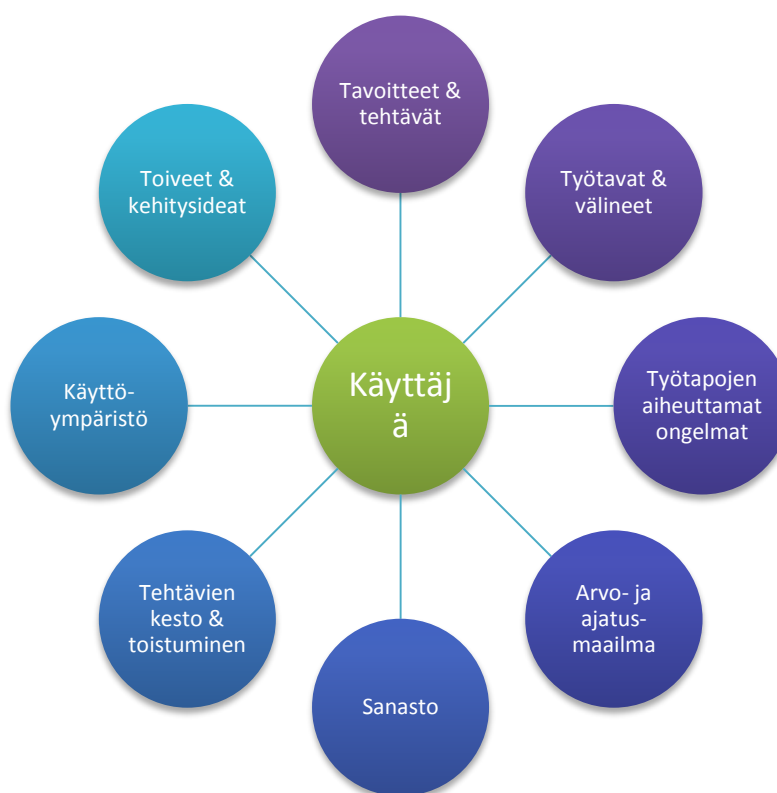 Tavoitteet &
tehtävät
Työtavat &
välineet
Työtapojen
aiheuttamat
ongelmat
Arvo- ja
ajatus-
maailma
Sanasto
Tehtävien
kesto &
toistuminen
Käyttö-
ympäristö
Toiveet &
kehitysideat
Käyttäj
ä